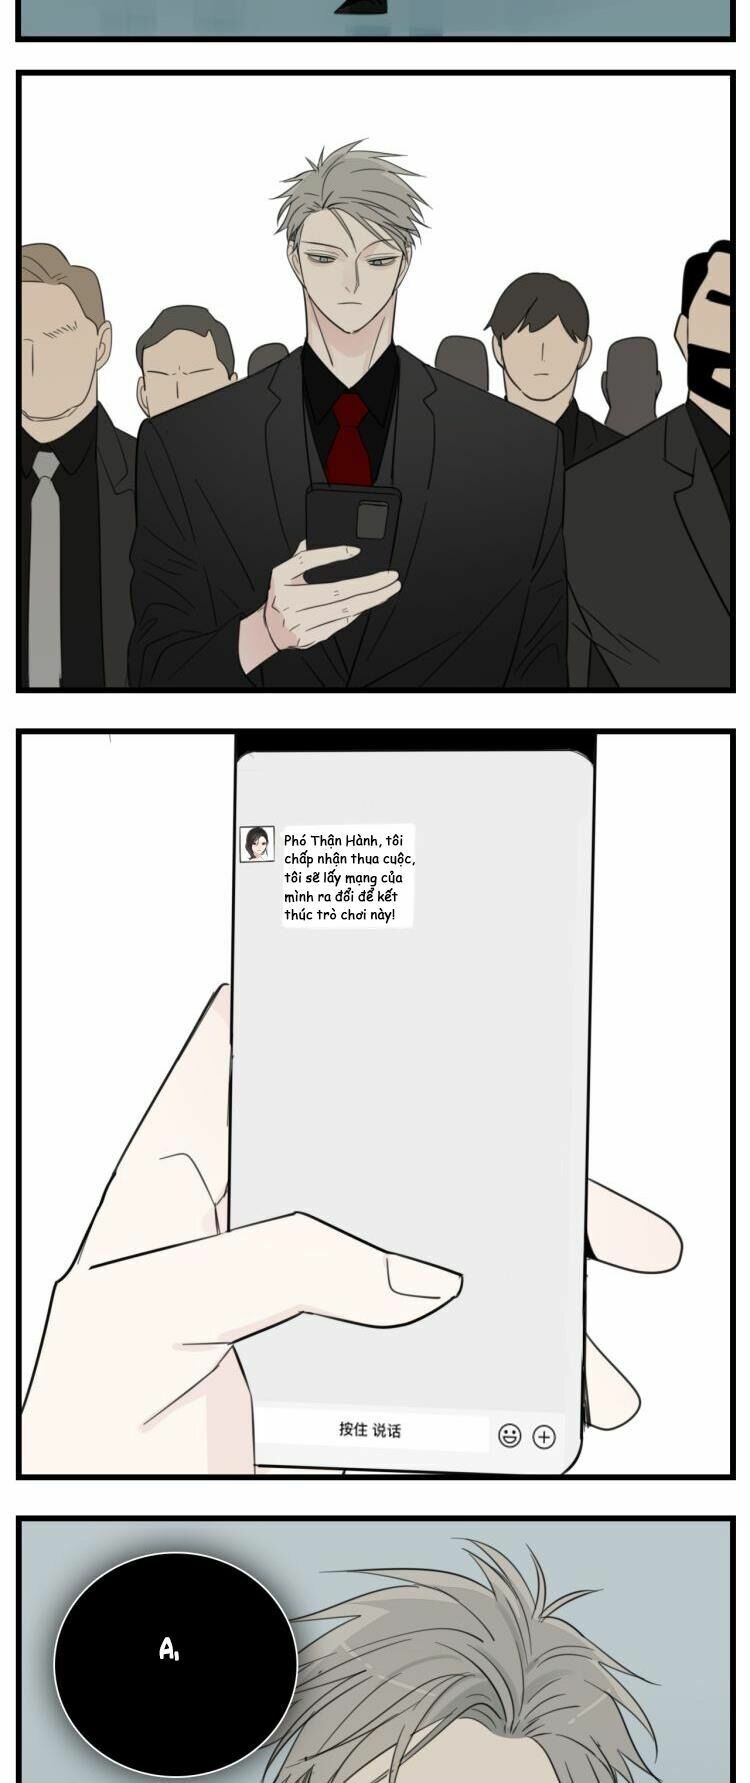 Phó Thận Hành, tôi
chấp nhận thua cuộc,
tôi sẽ lấy mạng của
mình ra đổi để kết
thúc trò chơi này!
按住 说话
A,